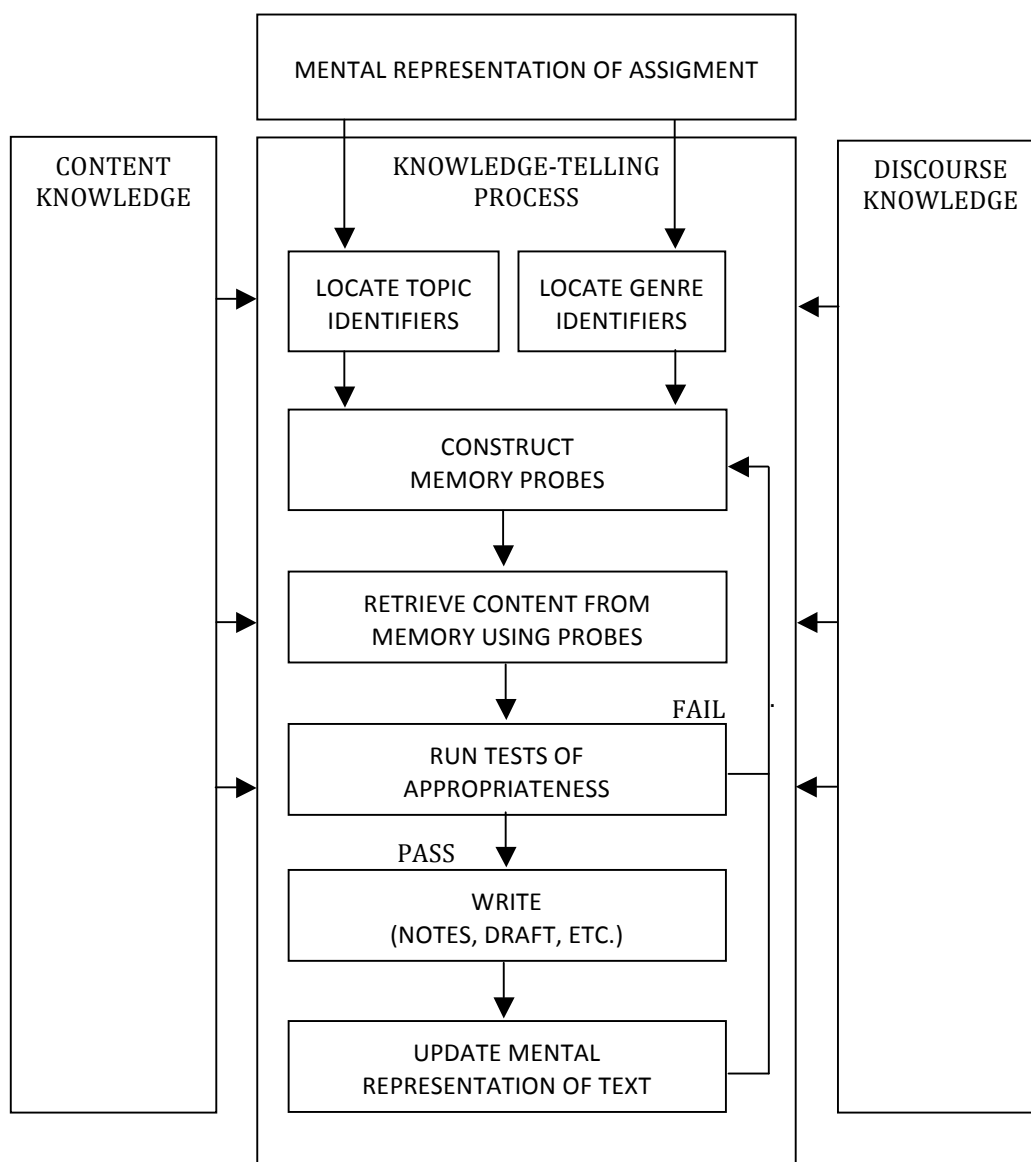 MENTAL REPRESENTATION OF ASSIGMENT
CONTENT
KNOWLEDGE
KNOWLEDGE-TELLING
PROCESS
DISCOURSE
KNOWLEDGE
LOCATE TOPIC
IDENTIFIERS
LOCATE GENRE
IDENTIFIERS
CONSTRUCT
MEMORY PROBES
RETRIEVE CONTENT FROM
MEMORY USING PROBES
FAIL
RUN TESTS OF
APPROPRIATENESS
PASS
WRITE
(NOTES, DRAFT, ETC.)
UPDATE MENTAL
REPRESENTATION OF TEXT